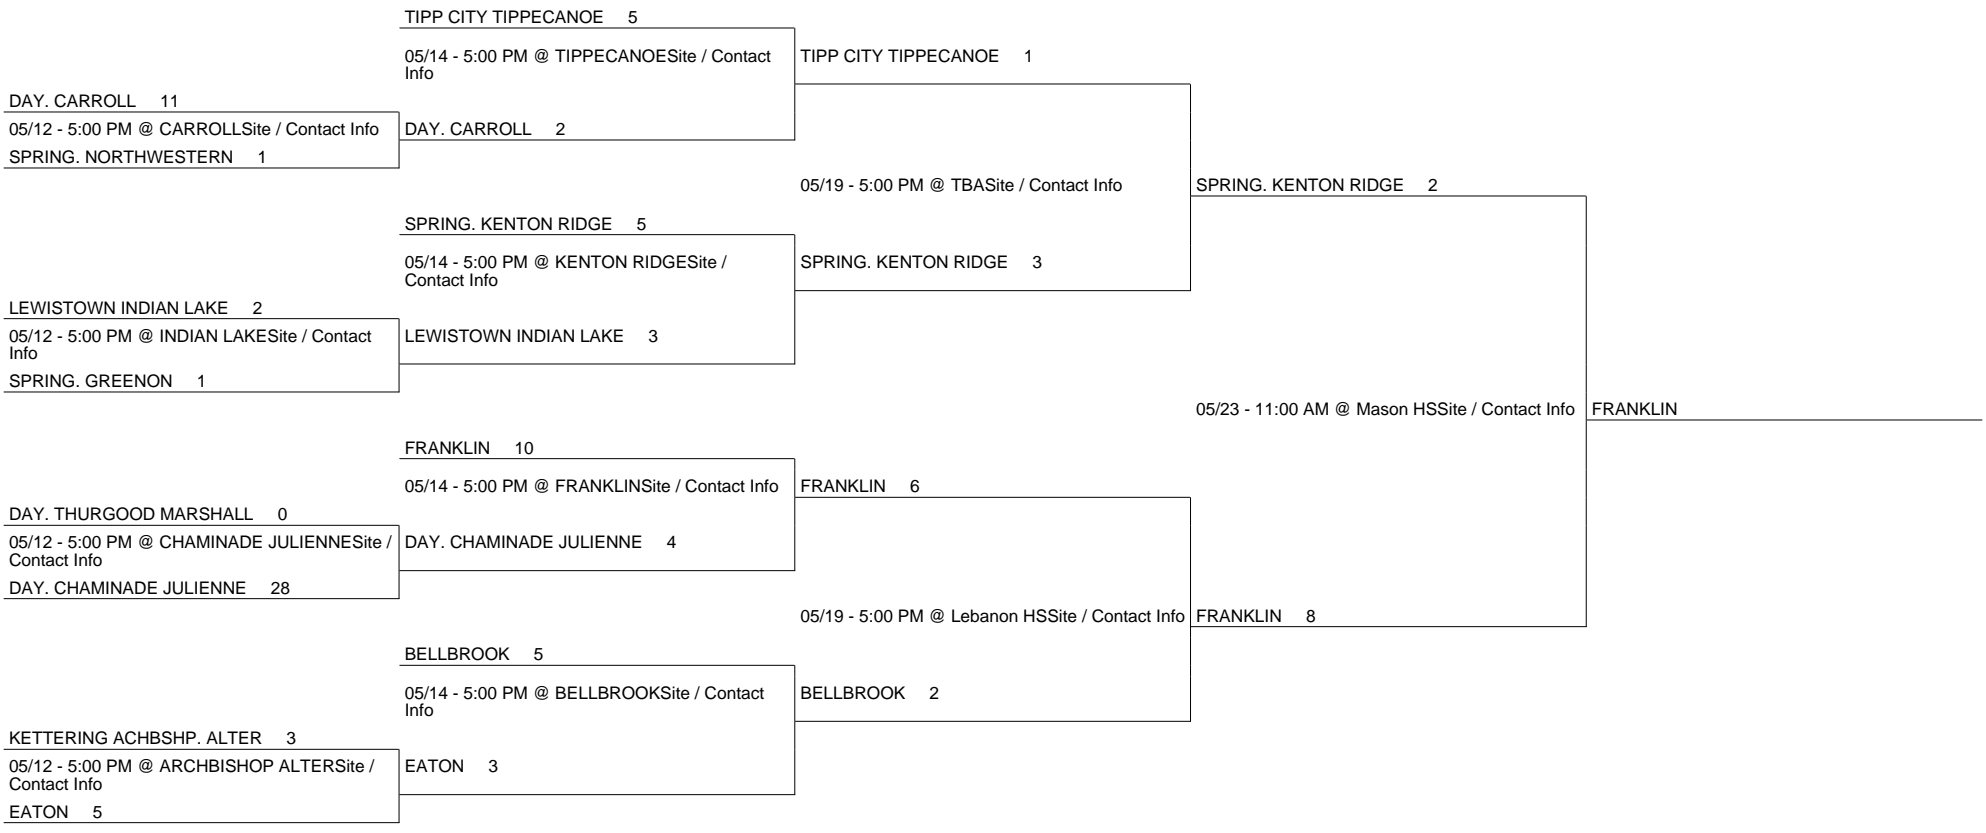 TIPP CITY TIPPECANOE 5
05/14 - 5:00 PM @ TIPPECANOESite / Contact
Info
TIPP CITY TIPPECANOE 1
DAY. CARROLL 11
05/12 - 5:00 PM @ CARROLLSite / Contact Info
DAY. CARROLL 2
SPRING. NORTHWESTERN 1
05/19 - 5:00 PM @ TBASite / Contact Info
SPRING. KENTON RIDGE 2
SPRING. KENTON RIDGE 5
05/14 - 5:00 PM @ KENTON RIDGESite /
Contact Info
SPRING. KENTON RIDGE 3
LEWISTOWN INDIAN LAKE 2
05/12 - 5:00 PM @ INDIAN LAKESite / Contact
Info
LEWISTOWN INDIAN LAKE 3
SPRING. GREENON 1
05/23 - 11:00 AM @ Mason HSSite / Contact Info
FRANKLIN
FRANKLIN 10
05/14 - 5:00 PM @ FRANKLINSite / Contact Info
FRANKLIN 6
DAY. THURGOOD MARSHALL 0
05/12 - 5:00 PM @ CHAMINADE JULIENNESite /
Contact Info
DAY. CHAMINADE JULIENNE 4
DAY. CHAMINADE JULIENNE 28
05/19 - 5:00 PM @ Lebanon HSSite / Contact Info
FRANKLIN 8
BELLBROOK 5
05/14 - 5:00 PM @ BELLBROOKSite / Contact
Info
BELLBROOK 2
KETTERING ACHBSHP. ALTER 3
05/12 - 5:00 PM @ ARCHBISHOP ALTERSite /
Contact Info
EATON 3
EATON 5